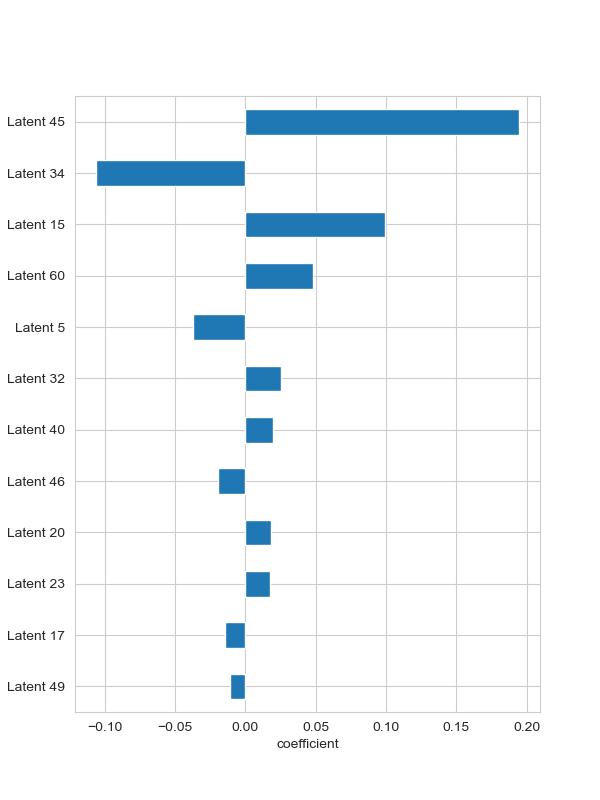 Latent 45
Latent 34
Latent 15
Latent 60
Latent 5
Latent 32
Latent 40
Latent 46
Latent 20
Latent 23
Latent 17
Latent 49
−0.10 −0.05 0.00 0.05 0.10 0.15 0.20
coefficient